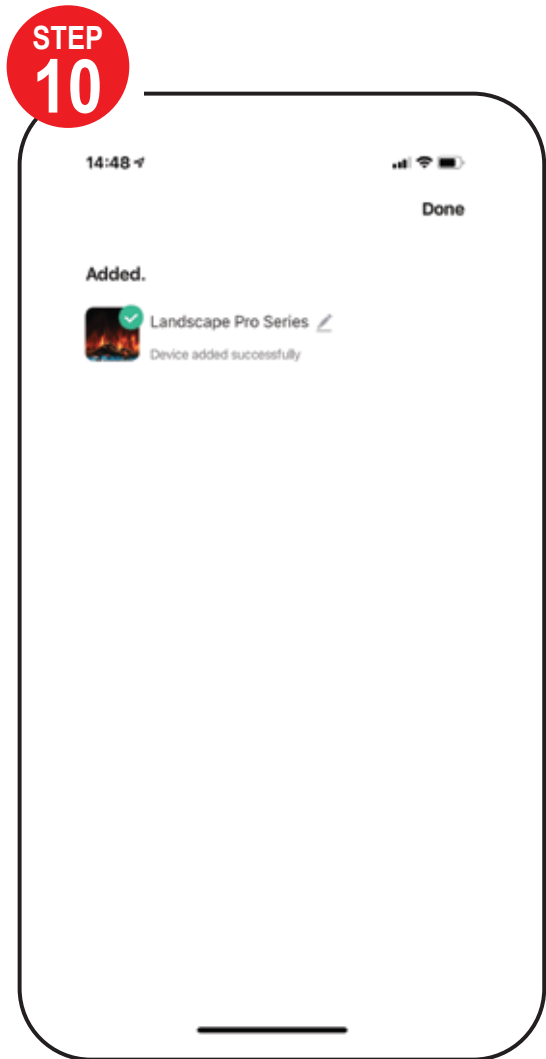 STEP
10
14:48
Done
Added.
Landscape Pro Series
Device added successfully